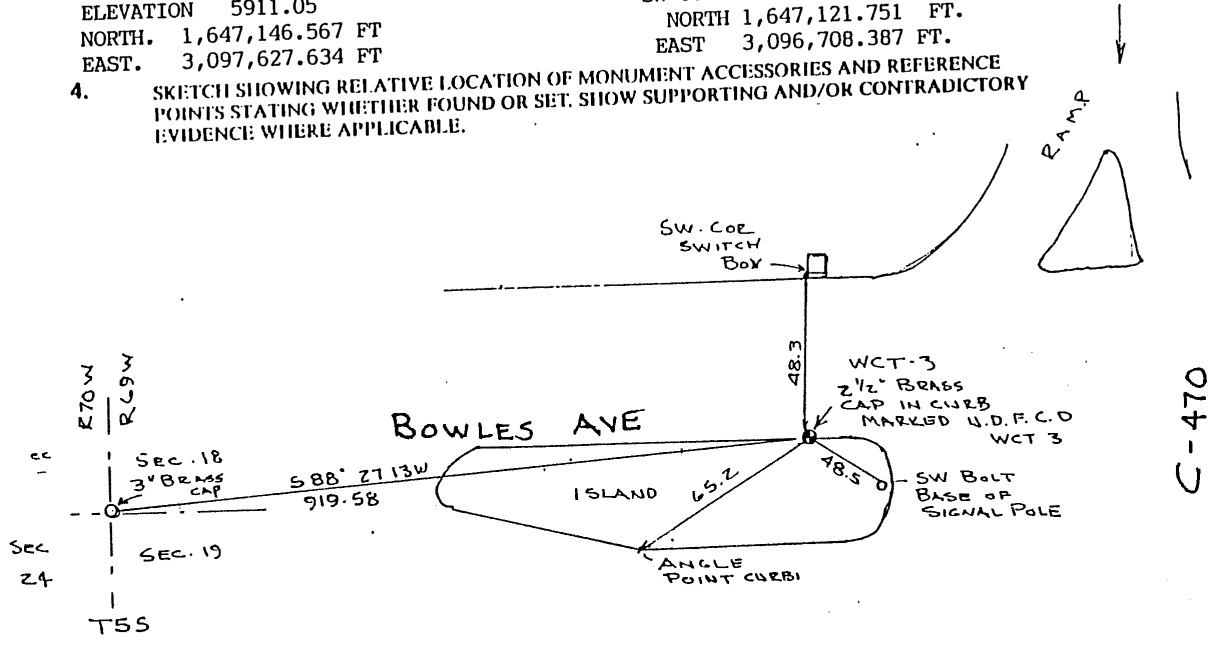 ELEVATION 5911.05
NORTH. 1,647,146.567 FT
EAST. 3,097,627.634 FT
NORTH 1,647,121.751 FT.
EAST 3,096,708.387 FT.
4. SKETCH SHOWING RELATIVE LOCATION OF MONUMENT ACCESSORIES AND REFERENCE
POINTS STATING WHETHER FOUND OR SET. SHOW SUPPORTING AND/OR CONTRADICTORY
EVIDENCE WHERE APPLICABLE.
RAMP
SW. COR
SWITCH
BOX
48.3
WCT-3
2 1/2" BRASS
CAP IN CURB
MARKED U.D.F.C.D
WCT 3
C-470
R70W
R69W
BOWLES AVE
SEC. 18
3" BRASS
CAP
S 88° 27 13 W
919.58
ISLAND
65.2
48.5
SW BOLT
BASE OF
SIGNAL POLE
SEC
24
SEC. 19
ANGLE
POINT CURB
T5S